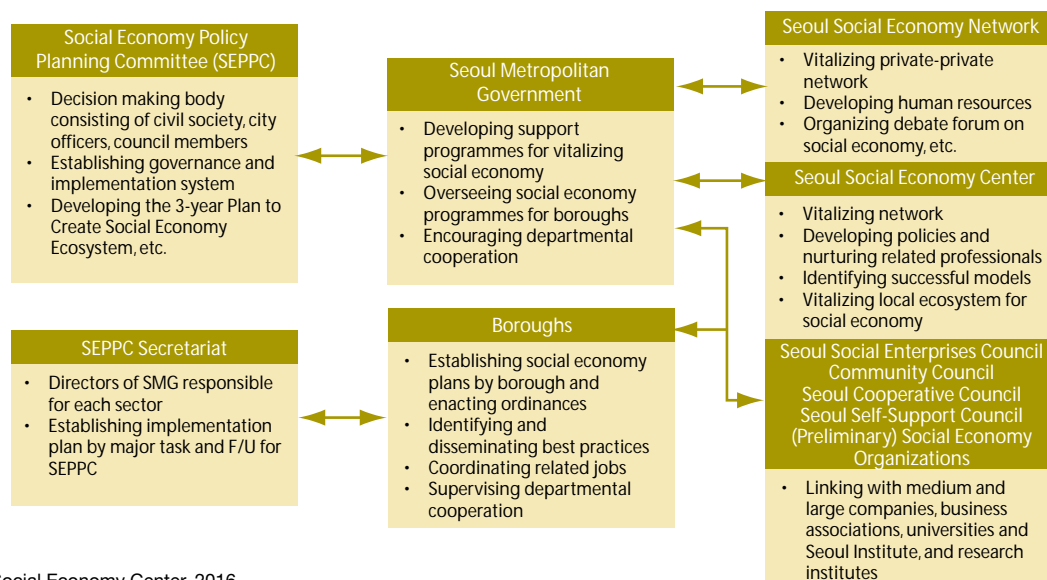 Social Economy Policy
Planning Committee (SEPPC)
• Decision making body
consisting of civil society, city
officers, council members
• Establishing governance and
implementation system
• Developing the 3-year Plan to
Create Social Economy
Ecosystem, etc.
SEPPC Secretariat
• Directors of SMG responsible
for each sector
• Establishing implementation
plan by major task and F/U for
SEPPC
Seoul Metropolitan
Government
• Developing support
programmes for vitalizing
social economy
• Overseeing social economy
programmes for boroughs
• Encouraging departmental
cooperation
Boroughs
• Establishing social economy
plans by borough and
enacting ordinances
• Identifying and
disseminating best practices
• Coordinating related jobs
• Supervising departmental
cooperation
Seoul Social Economy Network
• Vitalizing private-private
network
• Developing human resources
• Organizing debate forum on
social economy, etc.
Seoul Social Economy Center
• Vitalizing network
• Developing policies and
nurturing related professionals
• Identifying successful models
• Vitalizing local ecosystem for
social economy
Seoul Social Enterprises Council
Community Council
Seoul Cooperative Council
Seoul Self-Support Council
(Preliminary) Social Economy
Organizations
• Linking with medium and
large companies, business
associations, universities and
Seoul Institute, and research
institutes
Social Economy Center, 2016